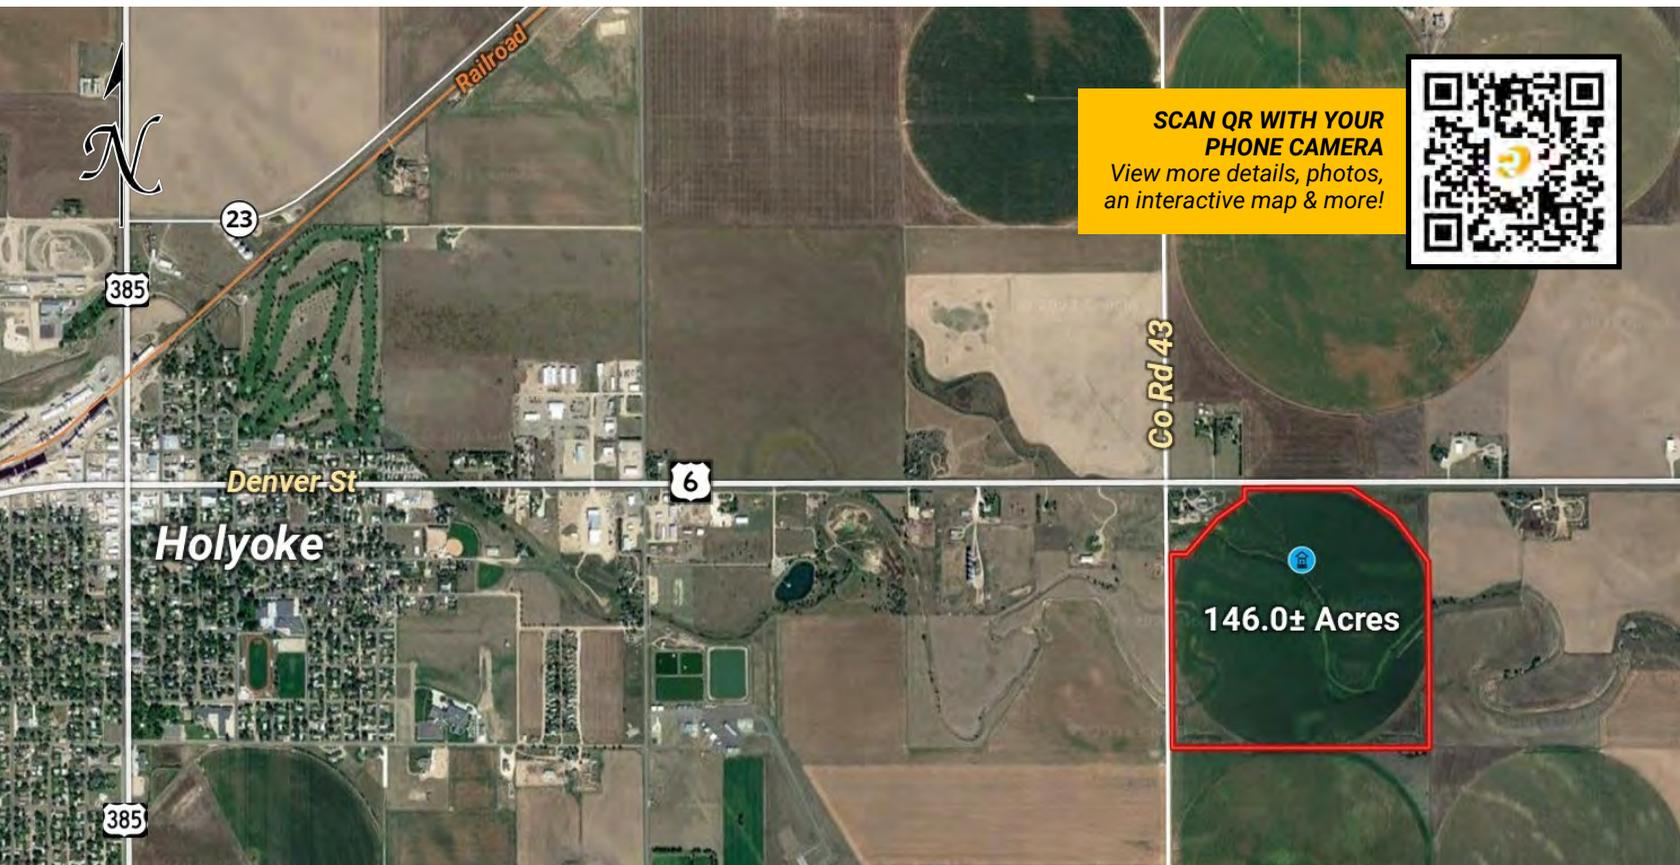 Railroad
N
SCAN QR WITH YOUR
PHONE CAMERA
View more details, photos,
an interactive map & more!
23
385
Co Rd 43
Denver St
6
Holyoke
146.0± Acres
385